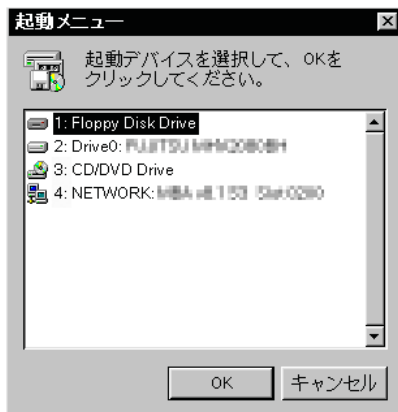 起動メニュー
起動デバイスを選択して、OKを
クリックしてください。
1: Floppy Disk Drive
2: Drive0:
3: CD/DVD Drive
4: NETWORK:
OK
キャンセル